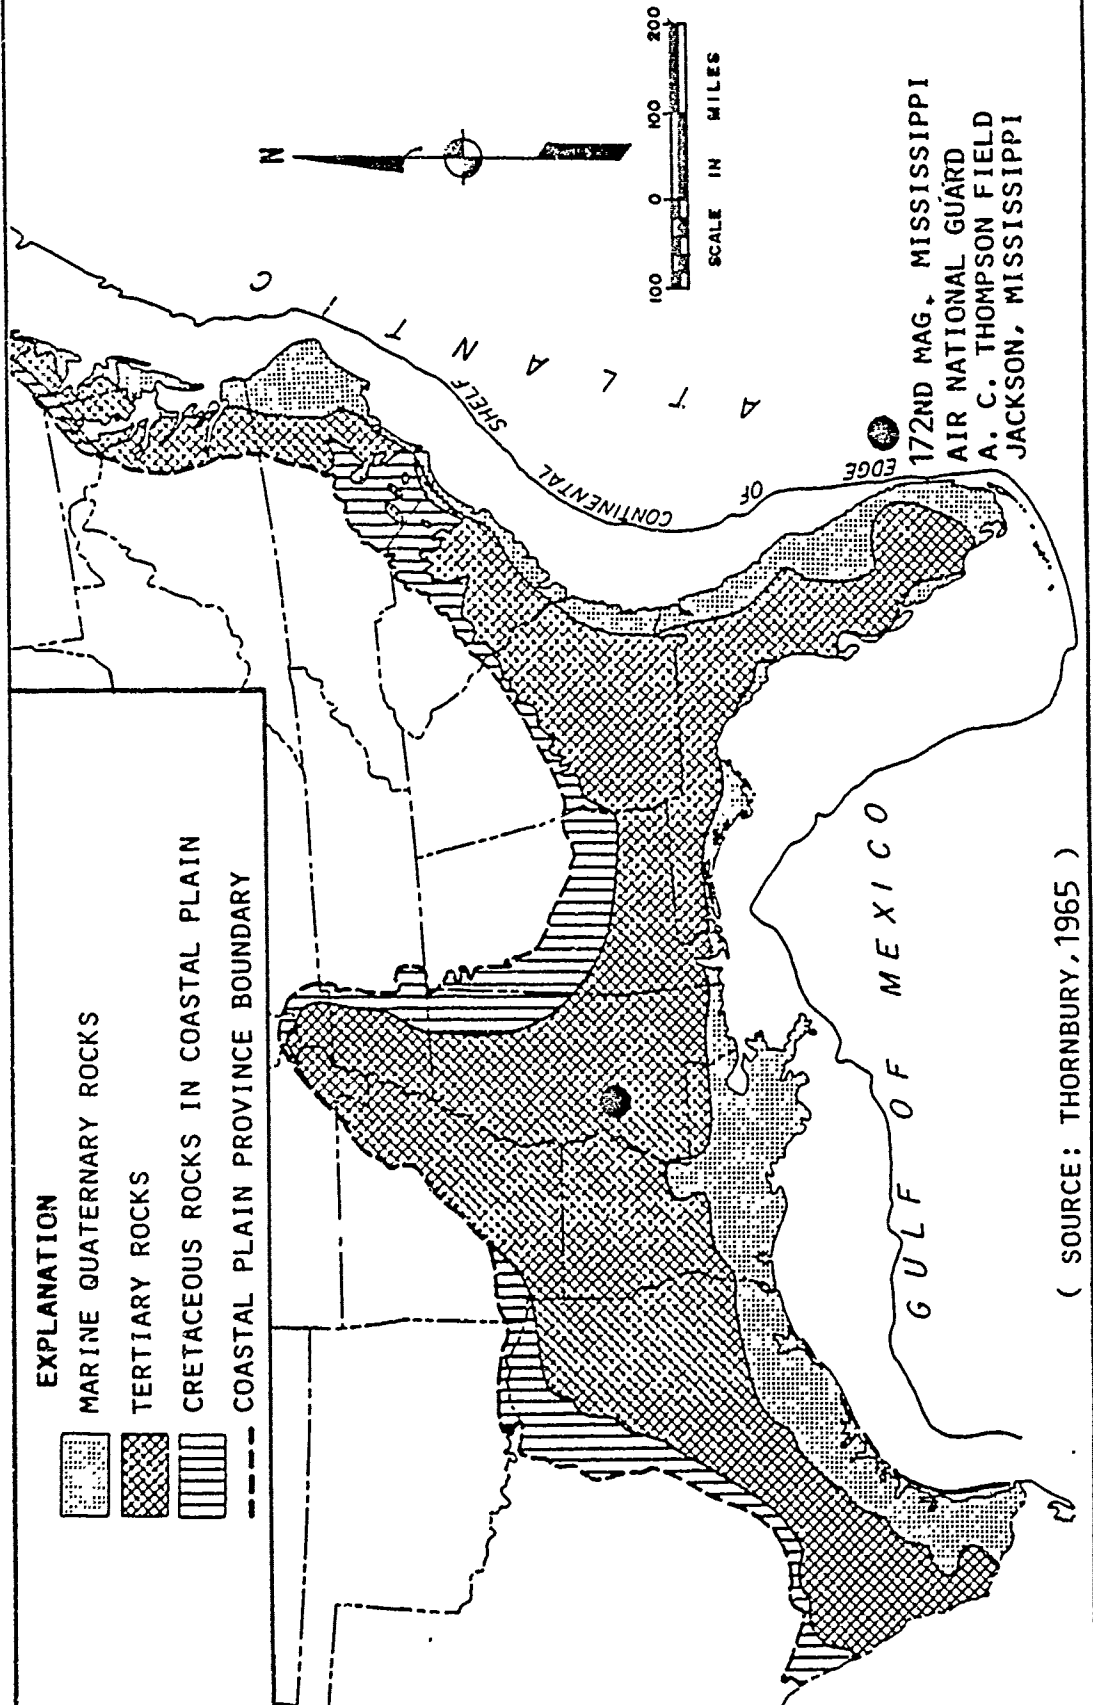 EXPLANATION
MARINE QUATERNARY ROCKS
TERTIARY ROCKS
CRETACEOUS ROCKS IN COASTAL PLAIN
COASTAL PLAIN PROVINCE BOUNDARY
N
100 0 100 200
SCALE IN MILES
ATLANTIC
EDGE OF CONTINENTAL SHELF
GULF OF MEXICO
172ND MAG. MISSISSIPPI
AIR NATIONAL GUARD
A. C. THOMPSON FIELD
JACKSON, MISSISSIPPI
( SOURCE: THORNBURY, 1965 )